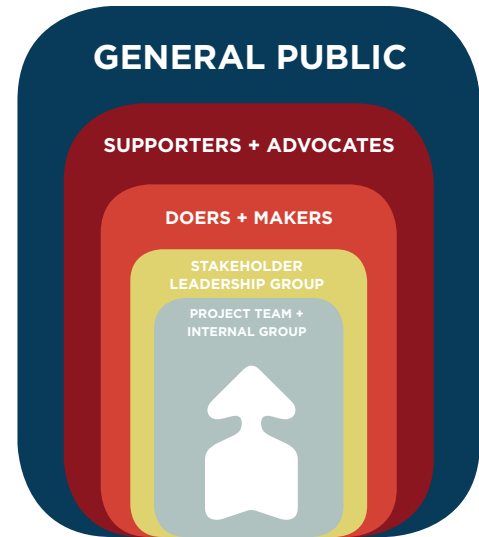 GENERAL PUBLIC
SUPPORTERS + ADVOCATES
DOERS + MAKERS
STAKEHOLDER
LEADERSHIP GROUP
PROJECT TEAM +
INTERNAL GROUP